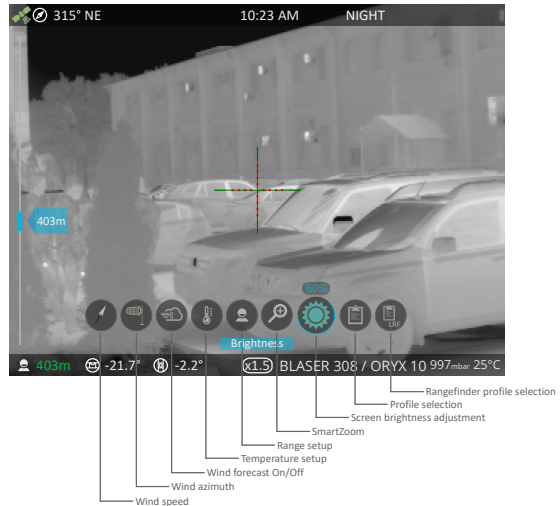 315° NE 10:23 AM NIGHT
403m
60%
LRF
Brightness
403m -21.7° -2.2° x1.5 BLASER 308 / ORYX 10 997mbar 25°C
Rangefinder profile selection
Profile selection
Screen brightness adjustment
SmartZoom
Range setup
Temperature setup
Wind forecast On/Off
Wind azimuth
Wind speed